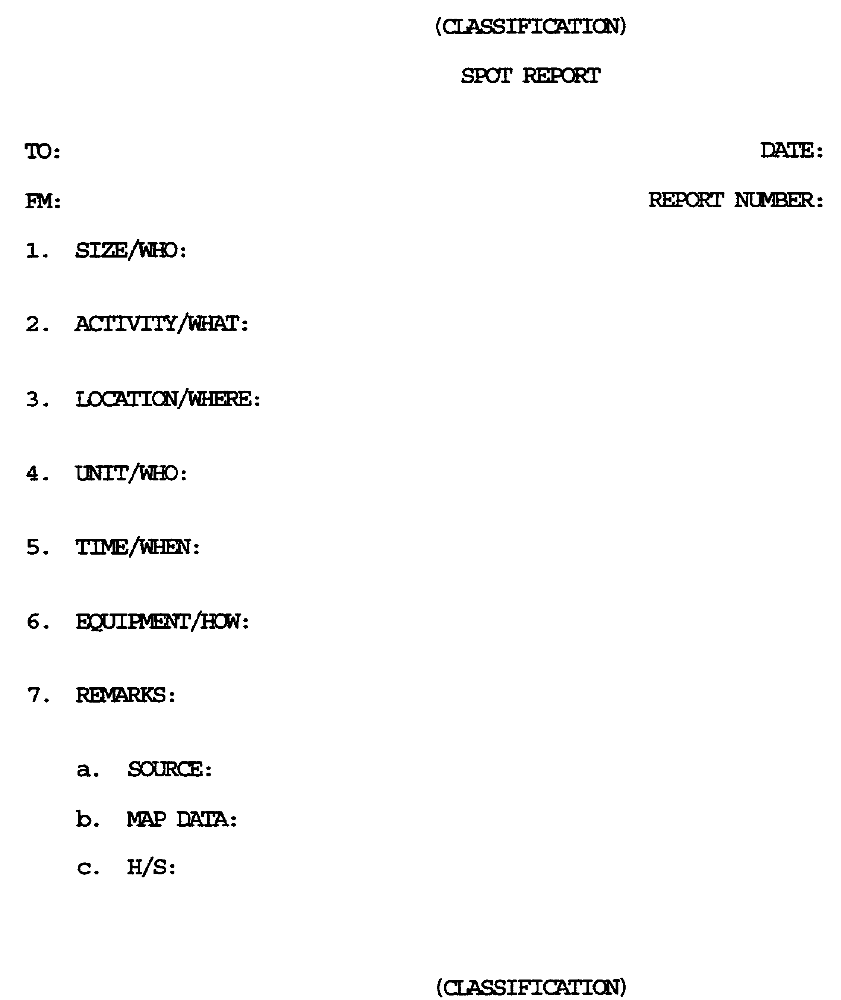 (CLASSIFICATION)
SPOT REPORT
TO: DATE:
FM: REPORT NUMBER:
1. SIZE/WHO:
2. ACTIVITY/WHAT:
3. LOCATION/WHERE:
4. UNIT/WHO:
5. TIME/WHEN:
6. EQUIPMENT/HOW:
7. REMARKS:
a. SOURCE:
b. MAP DATA:
c. H/S:
(CLASSIFICATION)